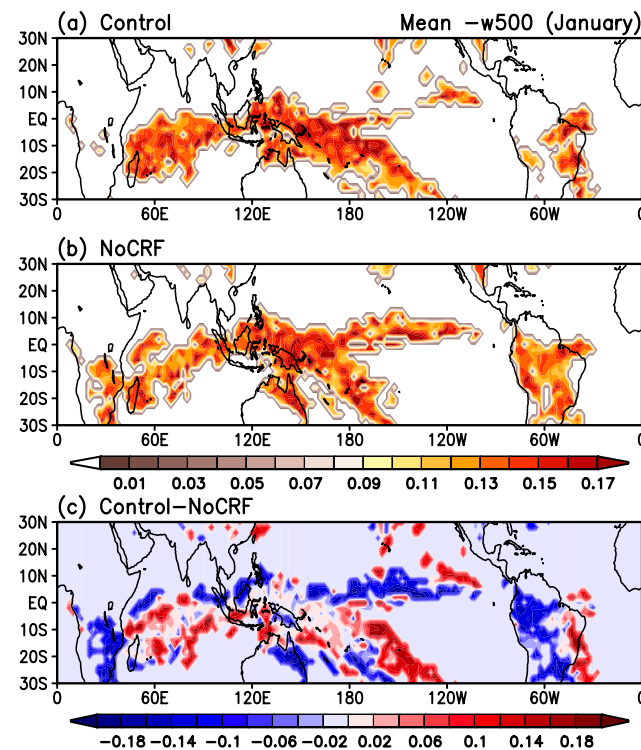 (a) Control Mean -w500 (January)
30N
20N
10N
EQ
10S
20S
30S
0 60E 120E 180 120W 60W 0
(b) NoCRF
30N
20N
10N
EQ
10S
20S
30S
0 60E 120E 180 120W 60W 0
0.01 0.03 0.05 0.07 0.09 0.11 0.13 0.15 0.17
(c) Control-NoCRF
30N
20N
10N
EQ
10S
20S
30S
0 60E 120E 180 120W 60W 0
-0.18 -0.14 -0.1 -0.06 -0.02 0.02 0.06 0.1 0.14 0.18